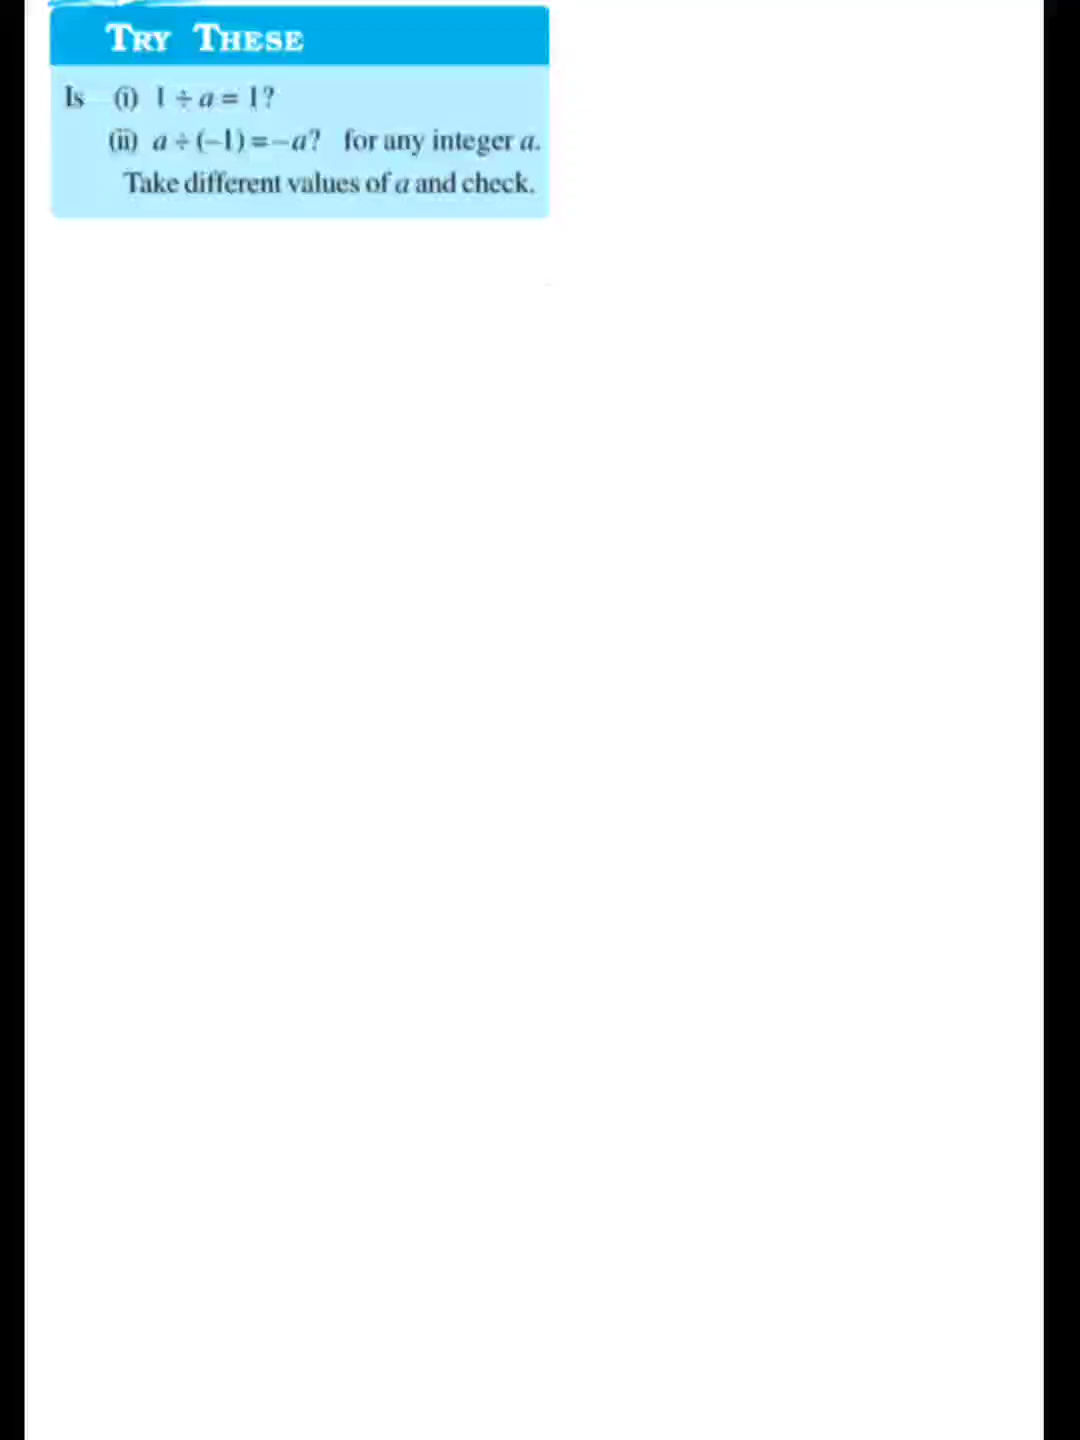 TRY THESE
Is (i) 1 ÷ a = 1?
(ii) a ÷ (–1) = – a? for any integer a.
Take different values of a and check.